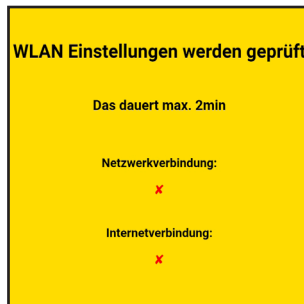 WLAN Einstellungen werden geprüft
Das dauert max. 2min
Netzwerkverbindung:
✘
Internetverbindung:
✘